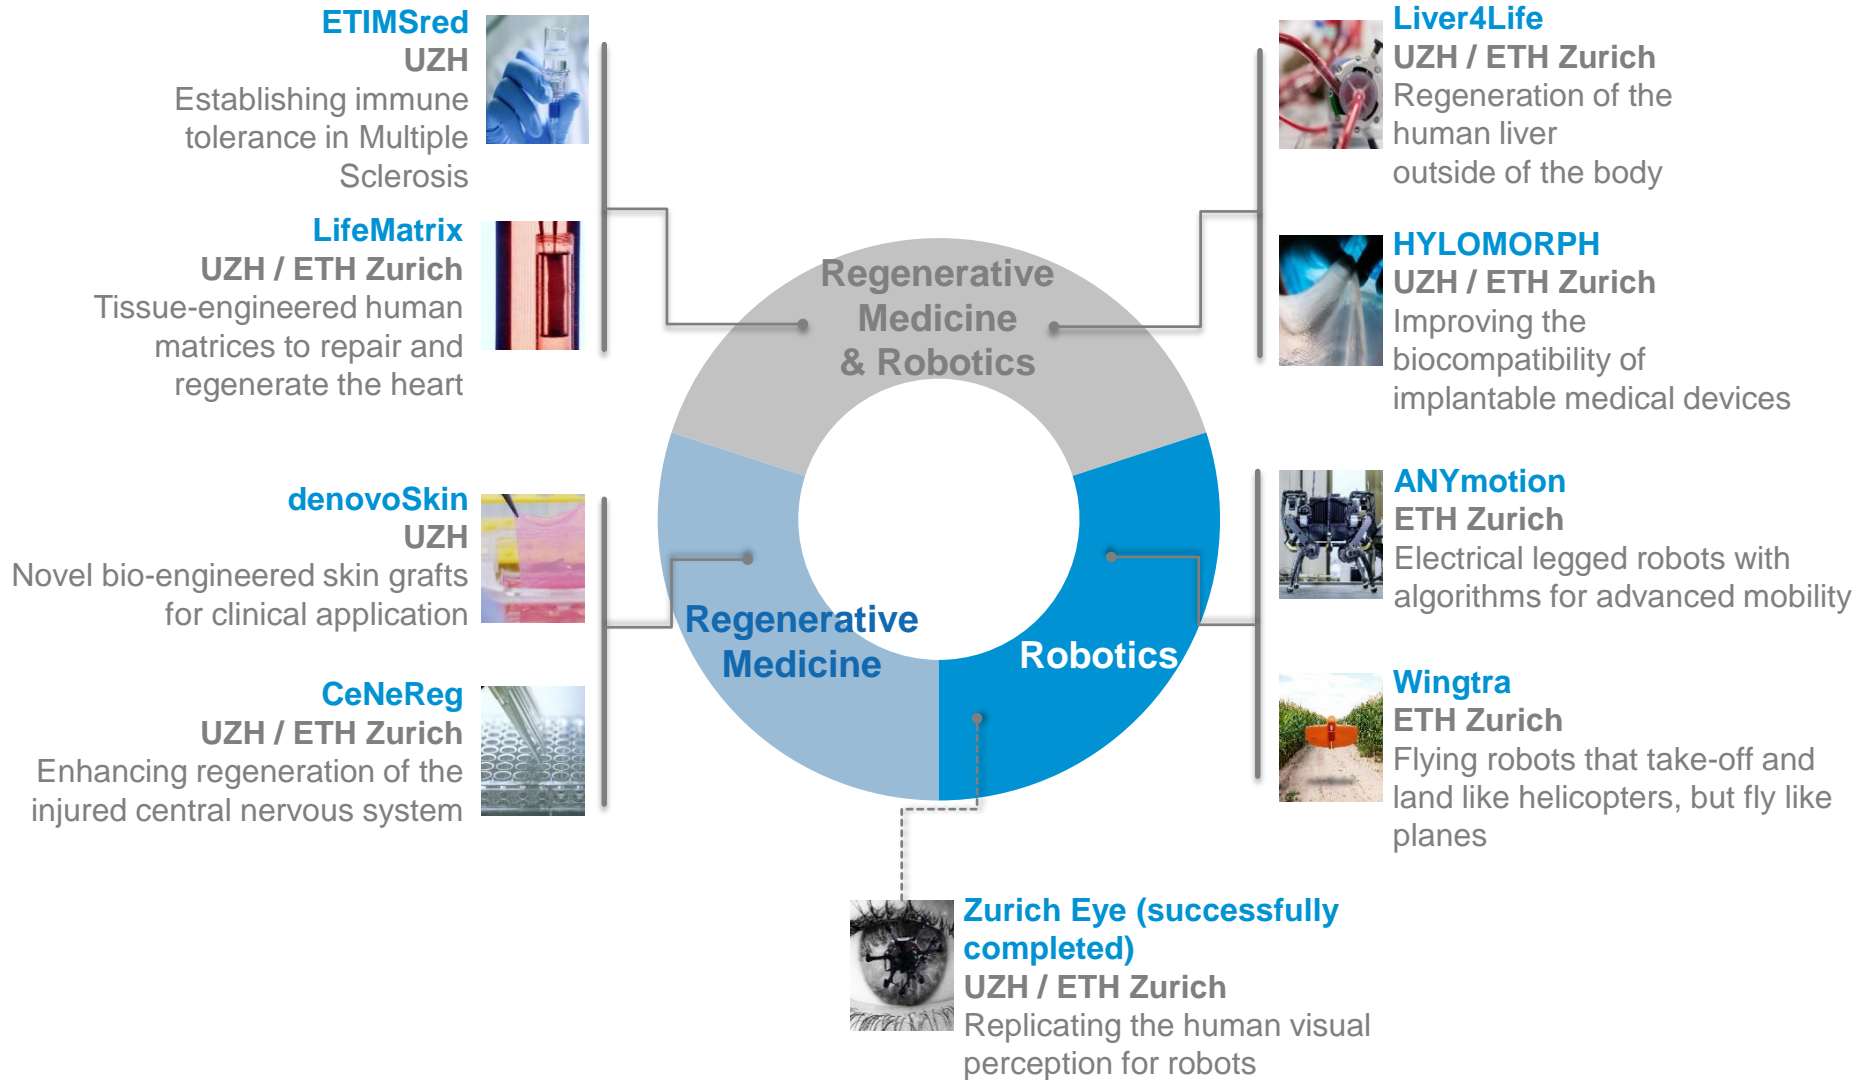 ETIMSred
UZH
Establishing immune
tolerance in Multiple
Sclerosis
LifeMatrix
UZH / ETH Zurich
Tissue-engineered human
matrices to repair and
regenerate the heart
denovoSkin
UZH
Novel bio-engineered skin grafts
for clinical application
CeNeReg
UZH / ETH Zurich
Enhancing regeneration of the
injured central nervous system
Regenerative
Medicine
& Robotics
Regenerative
Medicine
Robotics
Liver4Life
UZH / ETH Zurich
Regeneration of the
human liver
outside of the body
HYLOMORPH
UZH / ETH Zurich
Improving the
biocompatibility of
implantable medical devices
ANYmotion
ETH Zurich
Electrical legged robots with
algorithms for advanced mobility
Wingtra
ETH Zurich
Flying robots that take-off and
land like helicopters, but fly like
planes
Zurich Eye (successfully
completed)
UZH / ETH Zurich
Replicating the human visual
perception for robots